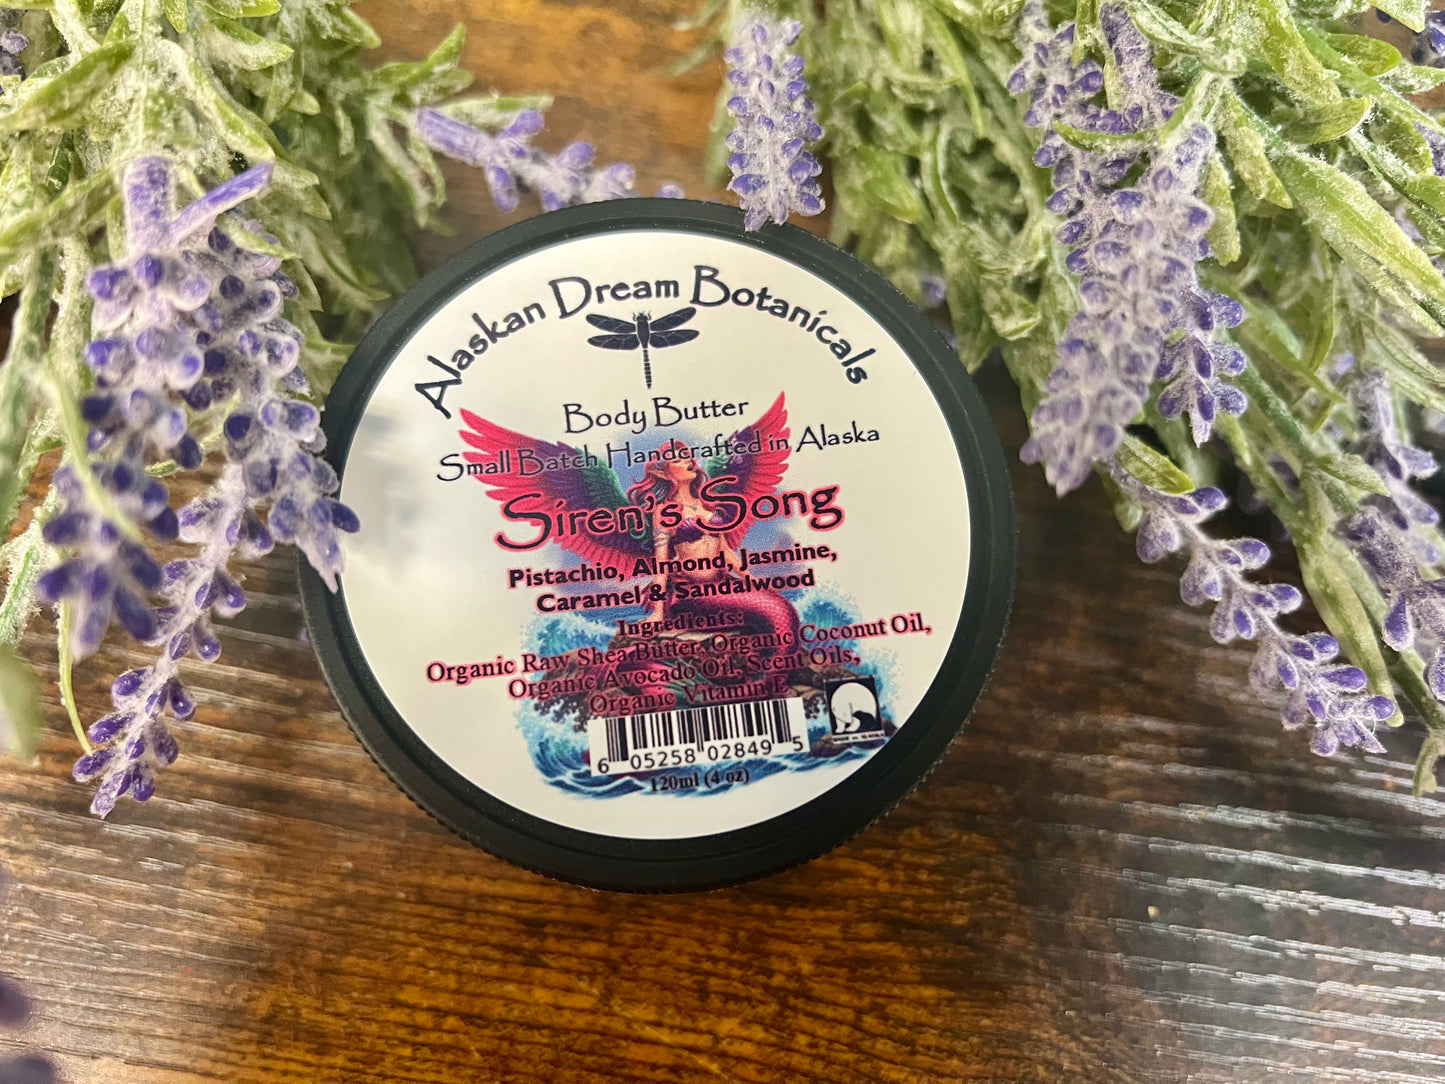 Alaskan Dream Botanicals
Body Butter
Small Batch Handcrafted in Alaska
Siren's Song
Pistachio, Almond, Jasmine,
Caramel & Sandalwood
Ingredients:
Organic Raw Shea Butter, Organic Coconut Oil,
Organic Avocado Oil, Scent Oils,
Organic Vitamin E
6 05258 02849 5
120ml (4 oz)